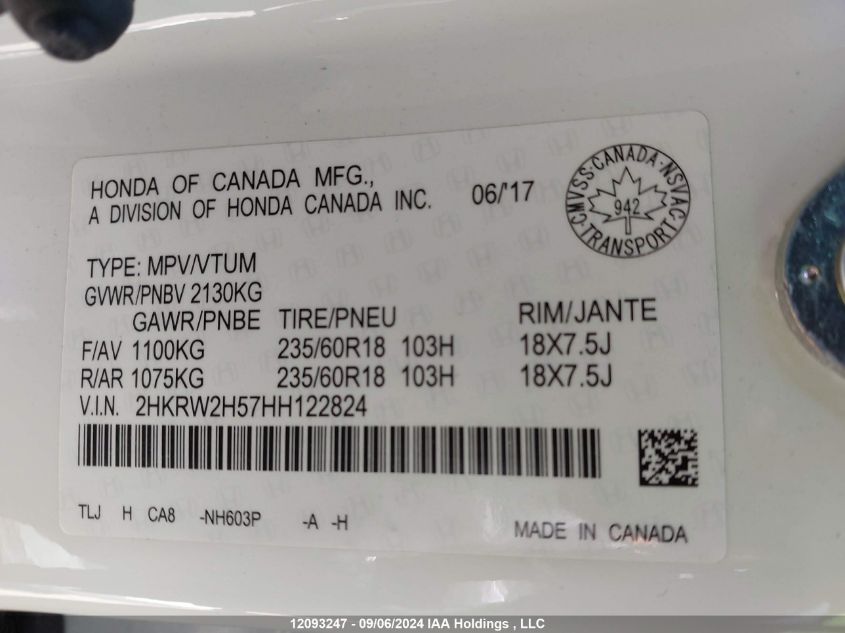 HONDA OF CANADA MFG.,
A DIVISION OF HONDA CANADA INC.
06/17
CMVSS·CANADA·NSVAC
942
TRANSPORT
TYPE: MPV/VTUM
GVWR/PNBV 2130KG
GAWR/PNBE TIRE/PNEU RIM/JANTE
F/AV 1100KG 235/60R18 103H 18X7.5J
R/AR 1075KG 235/60R18 103H 18X7.5J
V.I.N. 2HKRW2H57HH122824
TLJ H CA8 -NH603P -A -H
MADE IN CANADA
12093247 - 09/06/2024 IAA Holdings , LLC